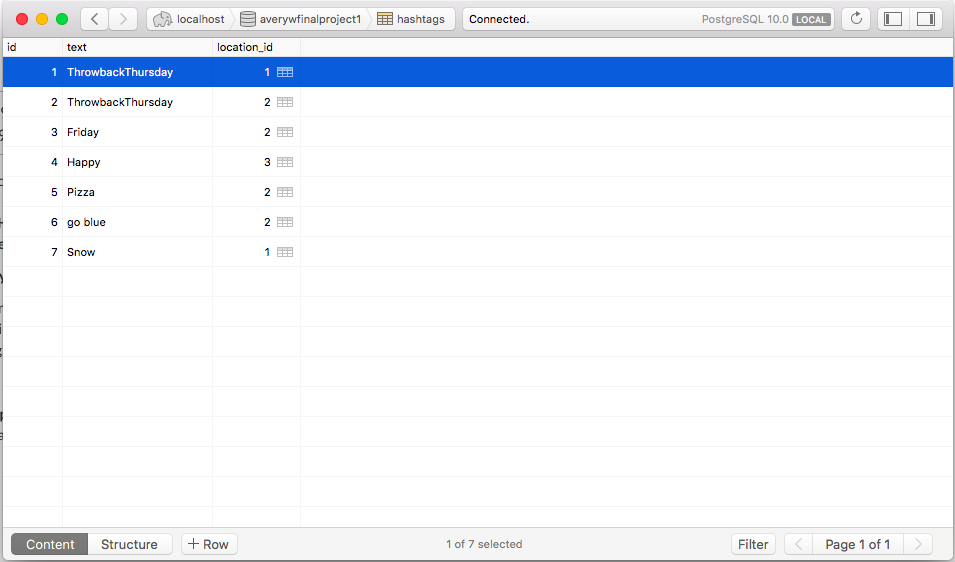 localhost averywfinalproject1 hashtags Connected. PostgreSQL 10.0 LOCAL
id text location_id
1 ThrowbackThursday 1
2 ThrowbackThursday 2
3 Friday 2
4 Happy 3
5 Pizza 2
6 go blue 2
7 Snow 1
Content Structure + Row 1 of 7 selected Filter Page 1 of 1